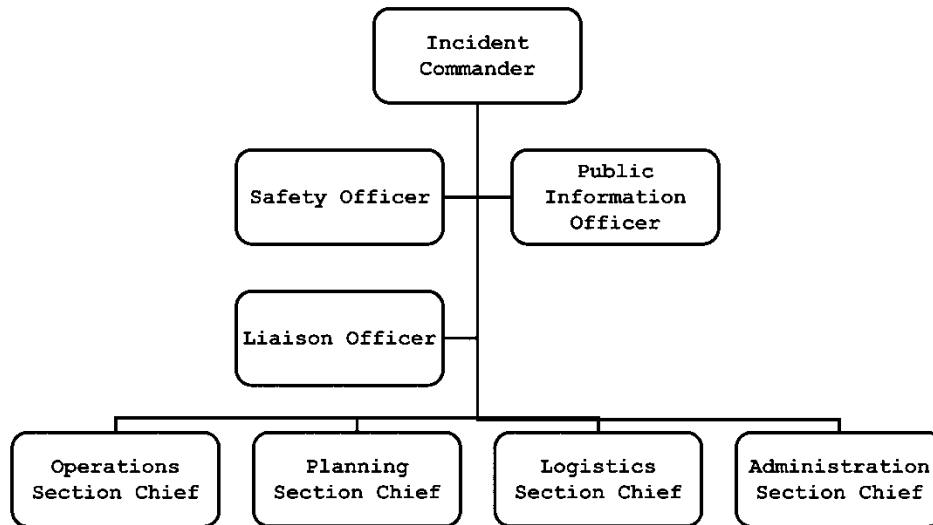 Incident
Commander
Safety Officer
Public
Information
Officer
Liaison Officer
Operations
Section Chief
Planning
Section Chief
Logistics
Section Chief
Administration
Section Chief